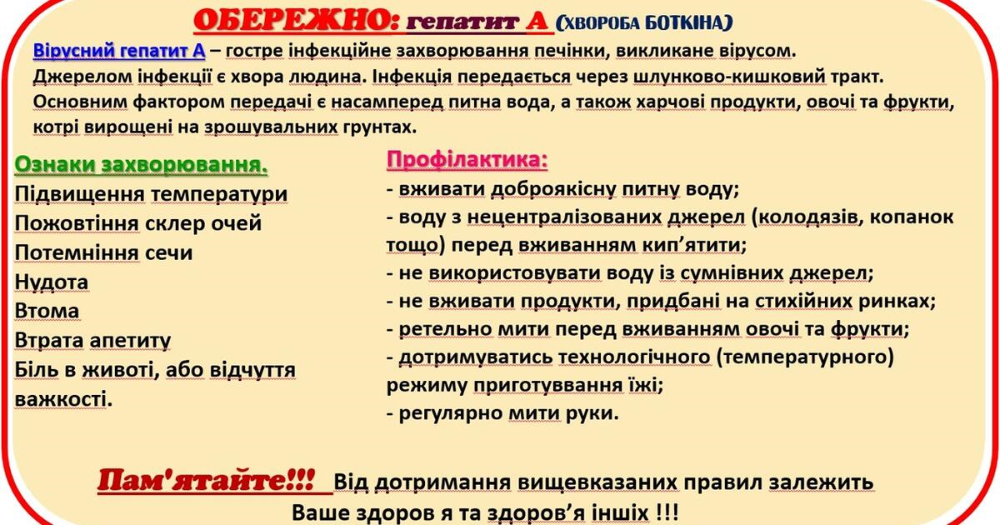 ОБЕРЕЖНО: гепатит А (ХВОРОБА БОТКІНА)
Вірусний гепатит А – гостре інфекційне захворювання печінки, викликане вірусом.
Джерелом інфекції є хвора людина. Інфекція передається через шлунково-кишковий тракт.
Основним фактором передачі є насамперед питна вода, а також харчові продукти, овочі та фрукти,
котрі вирощені на зрошувальних грунтах.
Ознаки захворювання.
Підвищення температури
Пожовтіння склер очей
Потемніння сечи
Нудота
Втома
Втрата апетиту
Біль в животі, або відчуття
важкості.
Профілактика:
- вживати доброякісну питну воду;
- воду з нецентралізованих джерел (колодязів, копанок
тощо) перед вживанням кип’ятити;
- не використовувати воду із сумнівних джерел;
- не вживати продукти, придбані на стихійних ринках;
- ретельно мити перед вживанням овочі та фрукти;
- дотримуватись технологічного (температурного)
режиму приготуввання їжі;
- регулярно мити руки.
Пам'ятайте!!! Від дотримання вищевказаних правил залежить
Ваше здоров я та здоров’я іншіх !!!